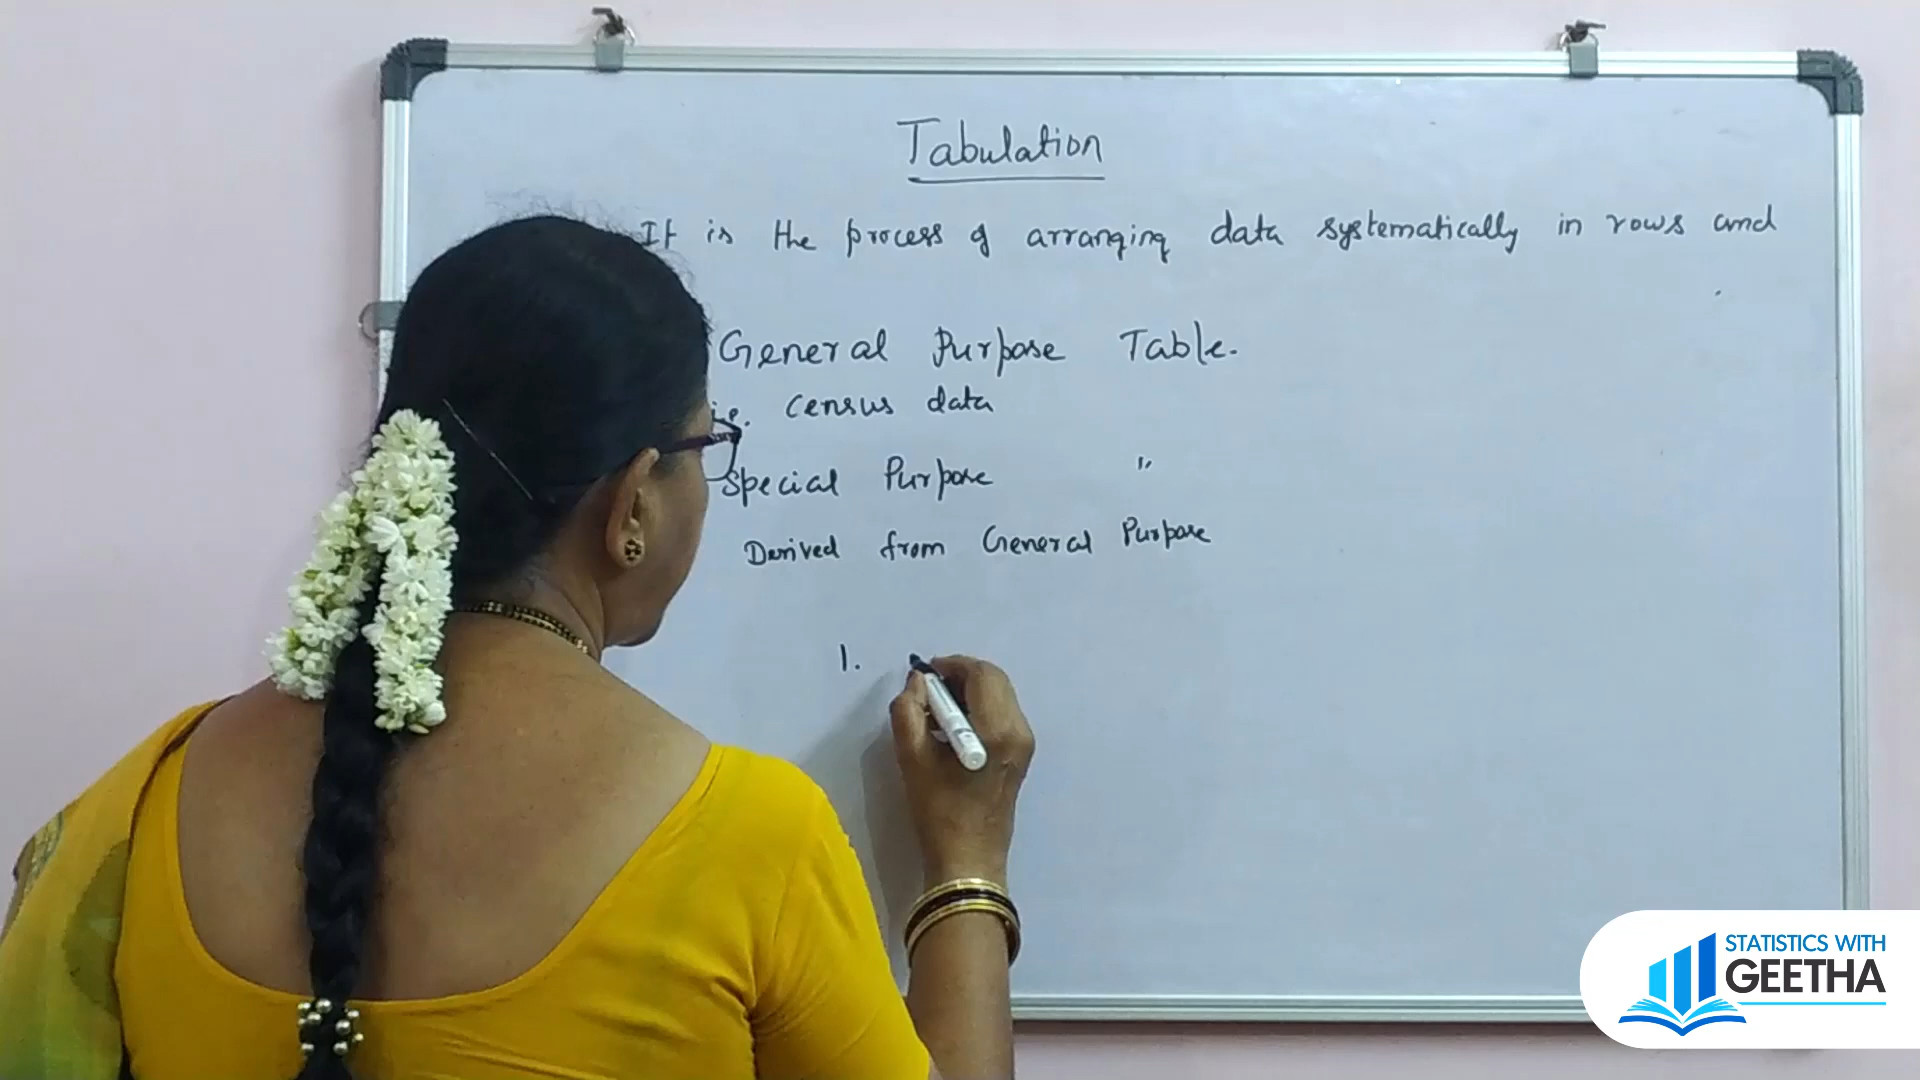 Tabulation
It is the process of arranging data systematically in rows and
General Purpose Table.
ie. Census data
Special Purpose "
Derived from General Purpose
1.
STATISTICS WITH
GEETHA